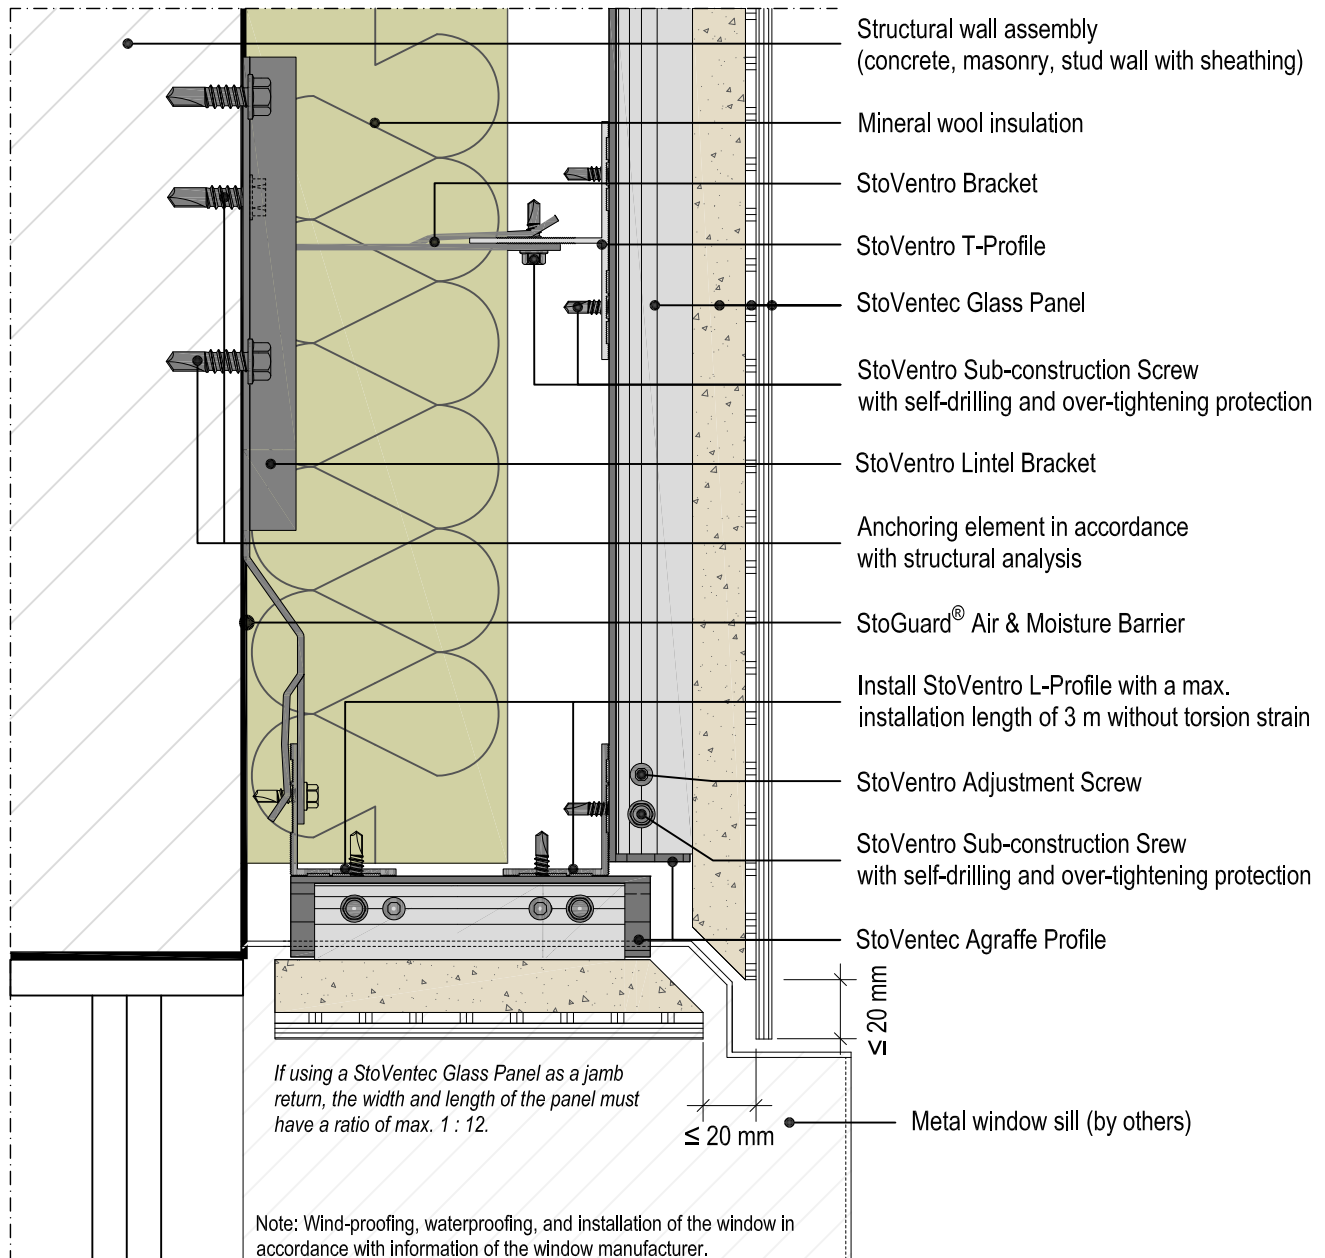 Structural wall assembly
(concrete, masonry, stud wall with sheathing)
Mineral wool insulation
StoVentro Bracket
StoVentro T-Profile
StoVentec Glass Panel
StoVentro Sub-construction Screw
with self-drilling and over-tightening protection
StoVentro Lintel Bracket
Anchoring element in accordance
with structural analysis
StoGuard® Air & Moisture Barrier
Install StoVentro L-Profile with a max.
installation length of 3 m without torsion strain
StoVentro Adjustment Screw
StoVentro Sub-construction Srew
with self-drilling and over-tightening protection
StoVentec Agraffe Profile
≤ 20 mm
If using a StoVentec Glass Panel as a jamb
return, the width and length of the panel must
have a ratio of max. 1 : 12.
≤ 20 mm
Metal window sill (by others)
Note: Wind-proofing, waterproofing, and installation of the window in
accordance with information of the window manufacturer.